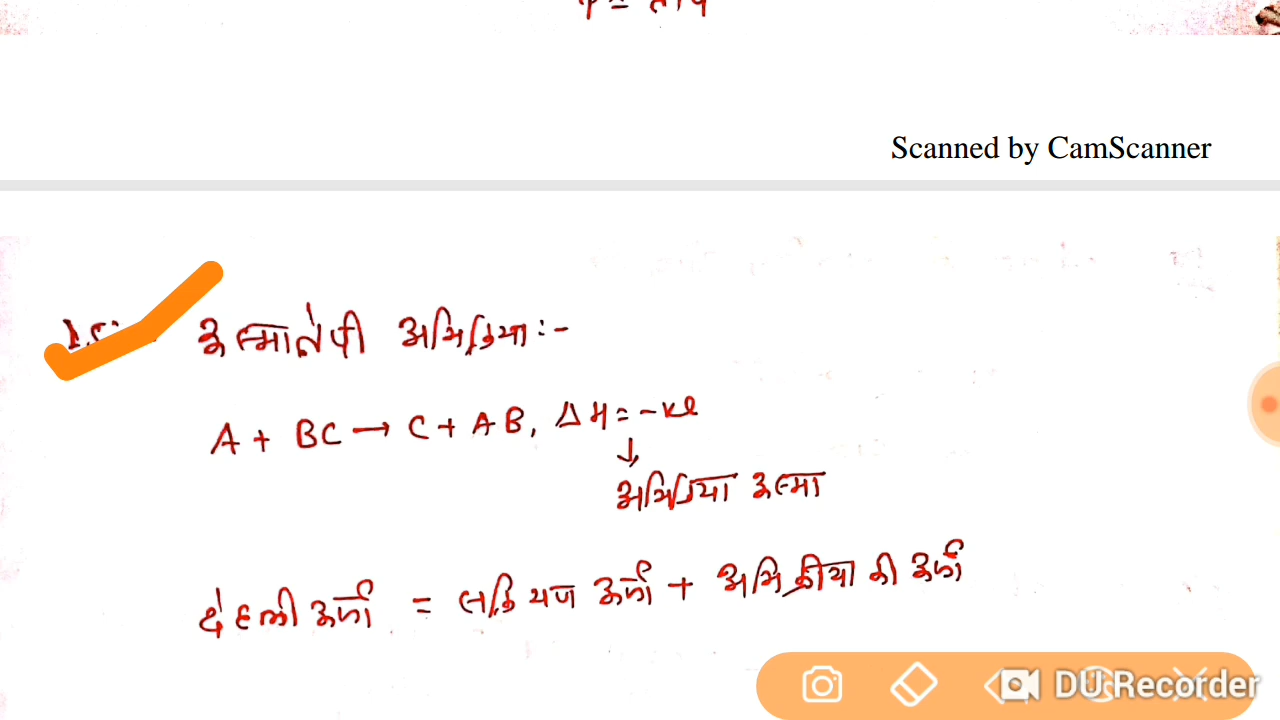 Scanned by CamScanner
ऊष्माक्षेपी अभिक्रिया :-
A + BC → C + AB, ΔH = -ve
↓
अभिक्रिया ऊष्मा
देहली ऊर्जा = सक्रियण ऊर्जा + अभिक्रीया की ऊर्जा
DU Recorder